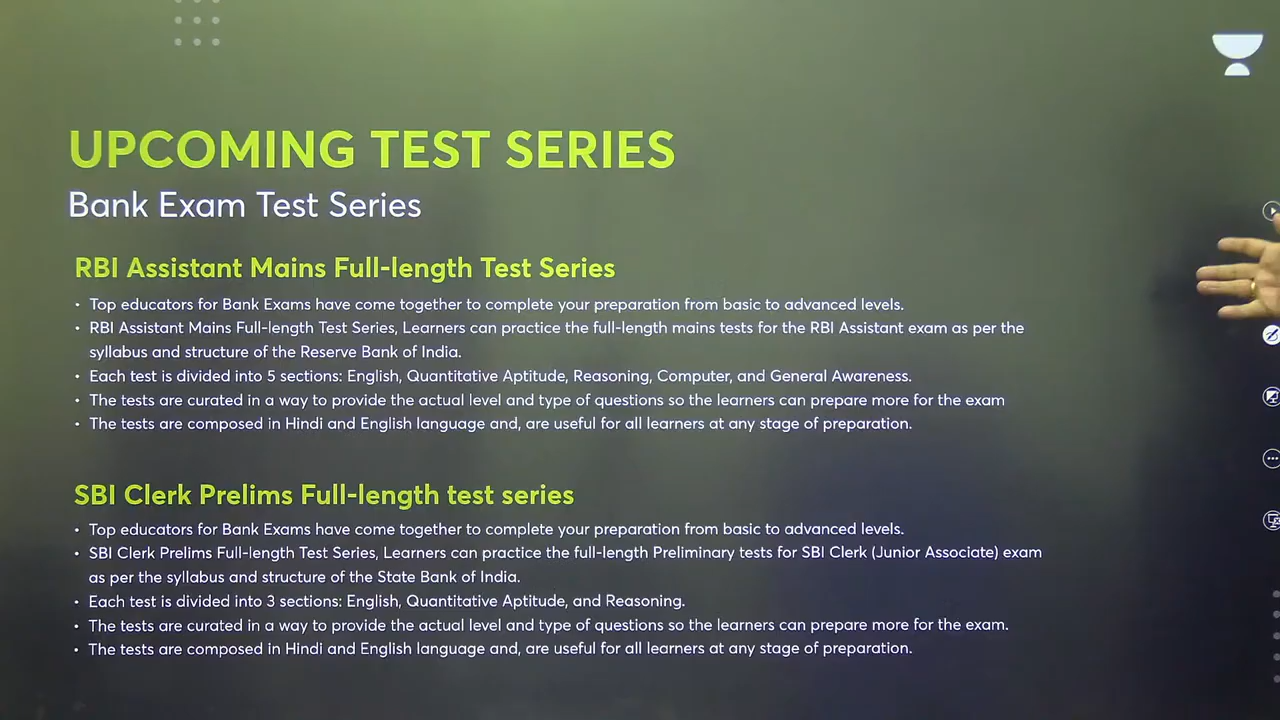 UPCOMING TEST SERIES
Bank Exam Test Series
RBI Assistant Mains Full-length Test Series
• Top educators for Bank Exams have come together to complete your preparation from basic to advanced levels.
• RBI Assistant Mains Full-length Test Series, Learners can practice the full-length mains tests for the RBI Assistant exam as per the
syllabus and structure of the Reserve Bank of India.
• Each test is divided into 5 sections: English, Quantitative Aptitude, Reasoning, Computer, and General Awareness.
• The tests are curated in a way to provide the actual level and type of questions so the learners can prepare more for the exam
• The tests are composed in Hindi and English language and, are useful for all learners at any stage of preparation.
SBI Clerk Prelims Full-length test series
• Top educators for Bank Exams have come together to complete your preparation from basic to advanced levels.
• SBI Clerk Prelims Full-length Test Series, Learners can practice the full-length Preliminary tests for SBI Clerk (Junior Associate) exam
as per the syllabus and structure of the State Bank of India.
• Each test is divided into 3 sections: English, Quantitative Aptitude, and Reasoning.
• The tests are curated in a way to provide the actual level and type of questions so the learners can prepare more for the exam.
• The tests are composed in Hindi and English language and, are useful for all learners at any stage of preparation.